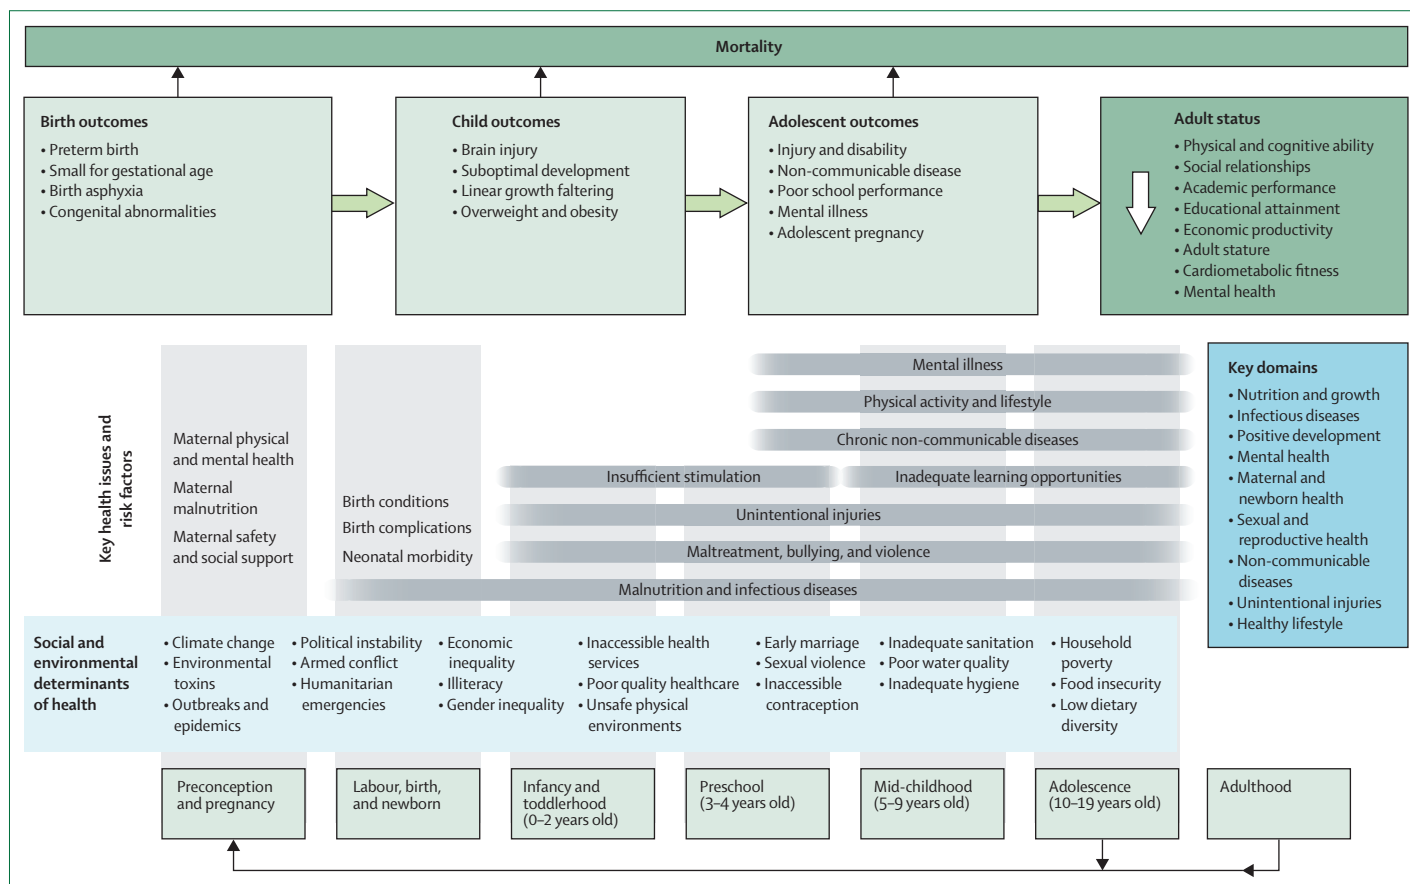 Mortality
Birth outcomes
• Preterm birth
• Small for gestational age
• Birth asphyxia
• Congenital abnormalities
Child outcomes
• Brain injury
• Suboptimal development
• Linear growth faltering
• Overweight and obesity
Adolescent outcomes
• Injury and disability
• Non-communicable disease
• Poor school performance
• Mental illness
• Adolescent pregnancy
Adult status
• Physical and cognitive ability
• Social relationships
• Academic performance
• Educational attainment
• Economic productivity
• Adult stature
• Cardiometabolic fitness
• Mental health
Key health issues and
risk factors
Maternal physical
and mental health
Maternal
malnutrition
Maternal safety
and social support
Birth conditions
Birth complications
Neonatal morbidity
Mental illness
Physical activity and lifestyle
Chronic non-communicable diseases
Insufficient stimulation
Inadequate learning opportunities
Unintentional injuries
Maltreatment, bullying, and violence
Malnutrition and infectious diseases
Key domains
• Nutrition and growth
• Infectious diseases
• Positive development
• Mental health
• Maternal and
newborn health
• Sexual and
reproductive health
• Non-communicable
diseases
• Unintentional injuries
• Healthy lifestyle
Social and
environmental
determinants
of health
• Climate change
• Environmental
toxins
• Outbreaks and
epidemics
• Political instability
• Armed conflict
• Humanitarian
emergencies
• Economic
inequality
• Illiteracy
• Gender inequality
• Inaccessible health
services
• Poor quality healthcare
• Unsafe physical
environments
• Early marriage
• Sexual violence
• Inaccessible
contraception
• Inadequate sanitation
• Poor water quality
• Inadequate hygiene
• Household
poverty
• Food insecurity
• Low dietary
diversity
Preconception
and pregnancy
Labour, birth,
and newborn
Infancy and
toddlerhood
(0–2 years old)
Preschool
(3–4 years old)
Mid-childhood
(5–9 years old)
Adolescence
(10–19 years old)
Adulthood